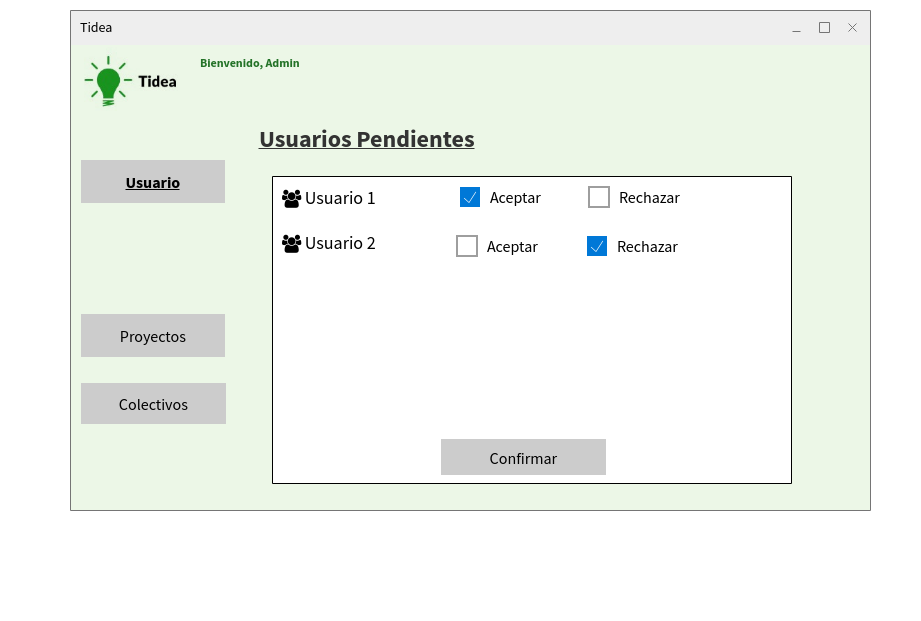 Tidea
Bienvenido, Admin
Tidea
Usuarios Pendientes
Usuario
Usuario 1 Aceptar Rechazar
Usuario 2 Aceptar Rechazar
Proyectos
Colectivos
Confirmar